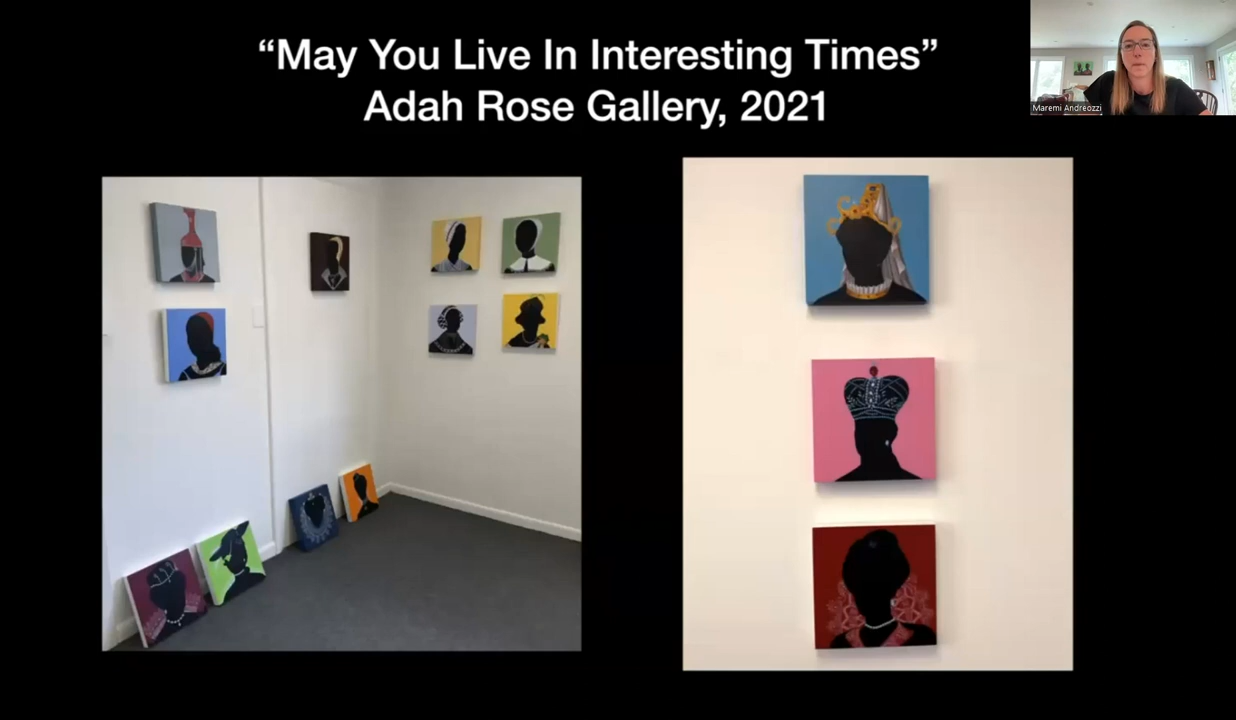 “May You Live In Interesting Times”
Adah Rose Gallery, 2021
Maremi Andreozzi